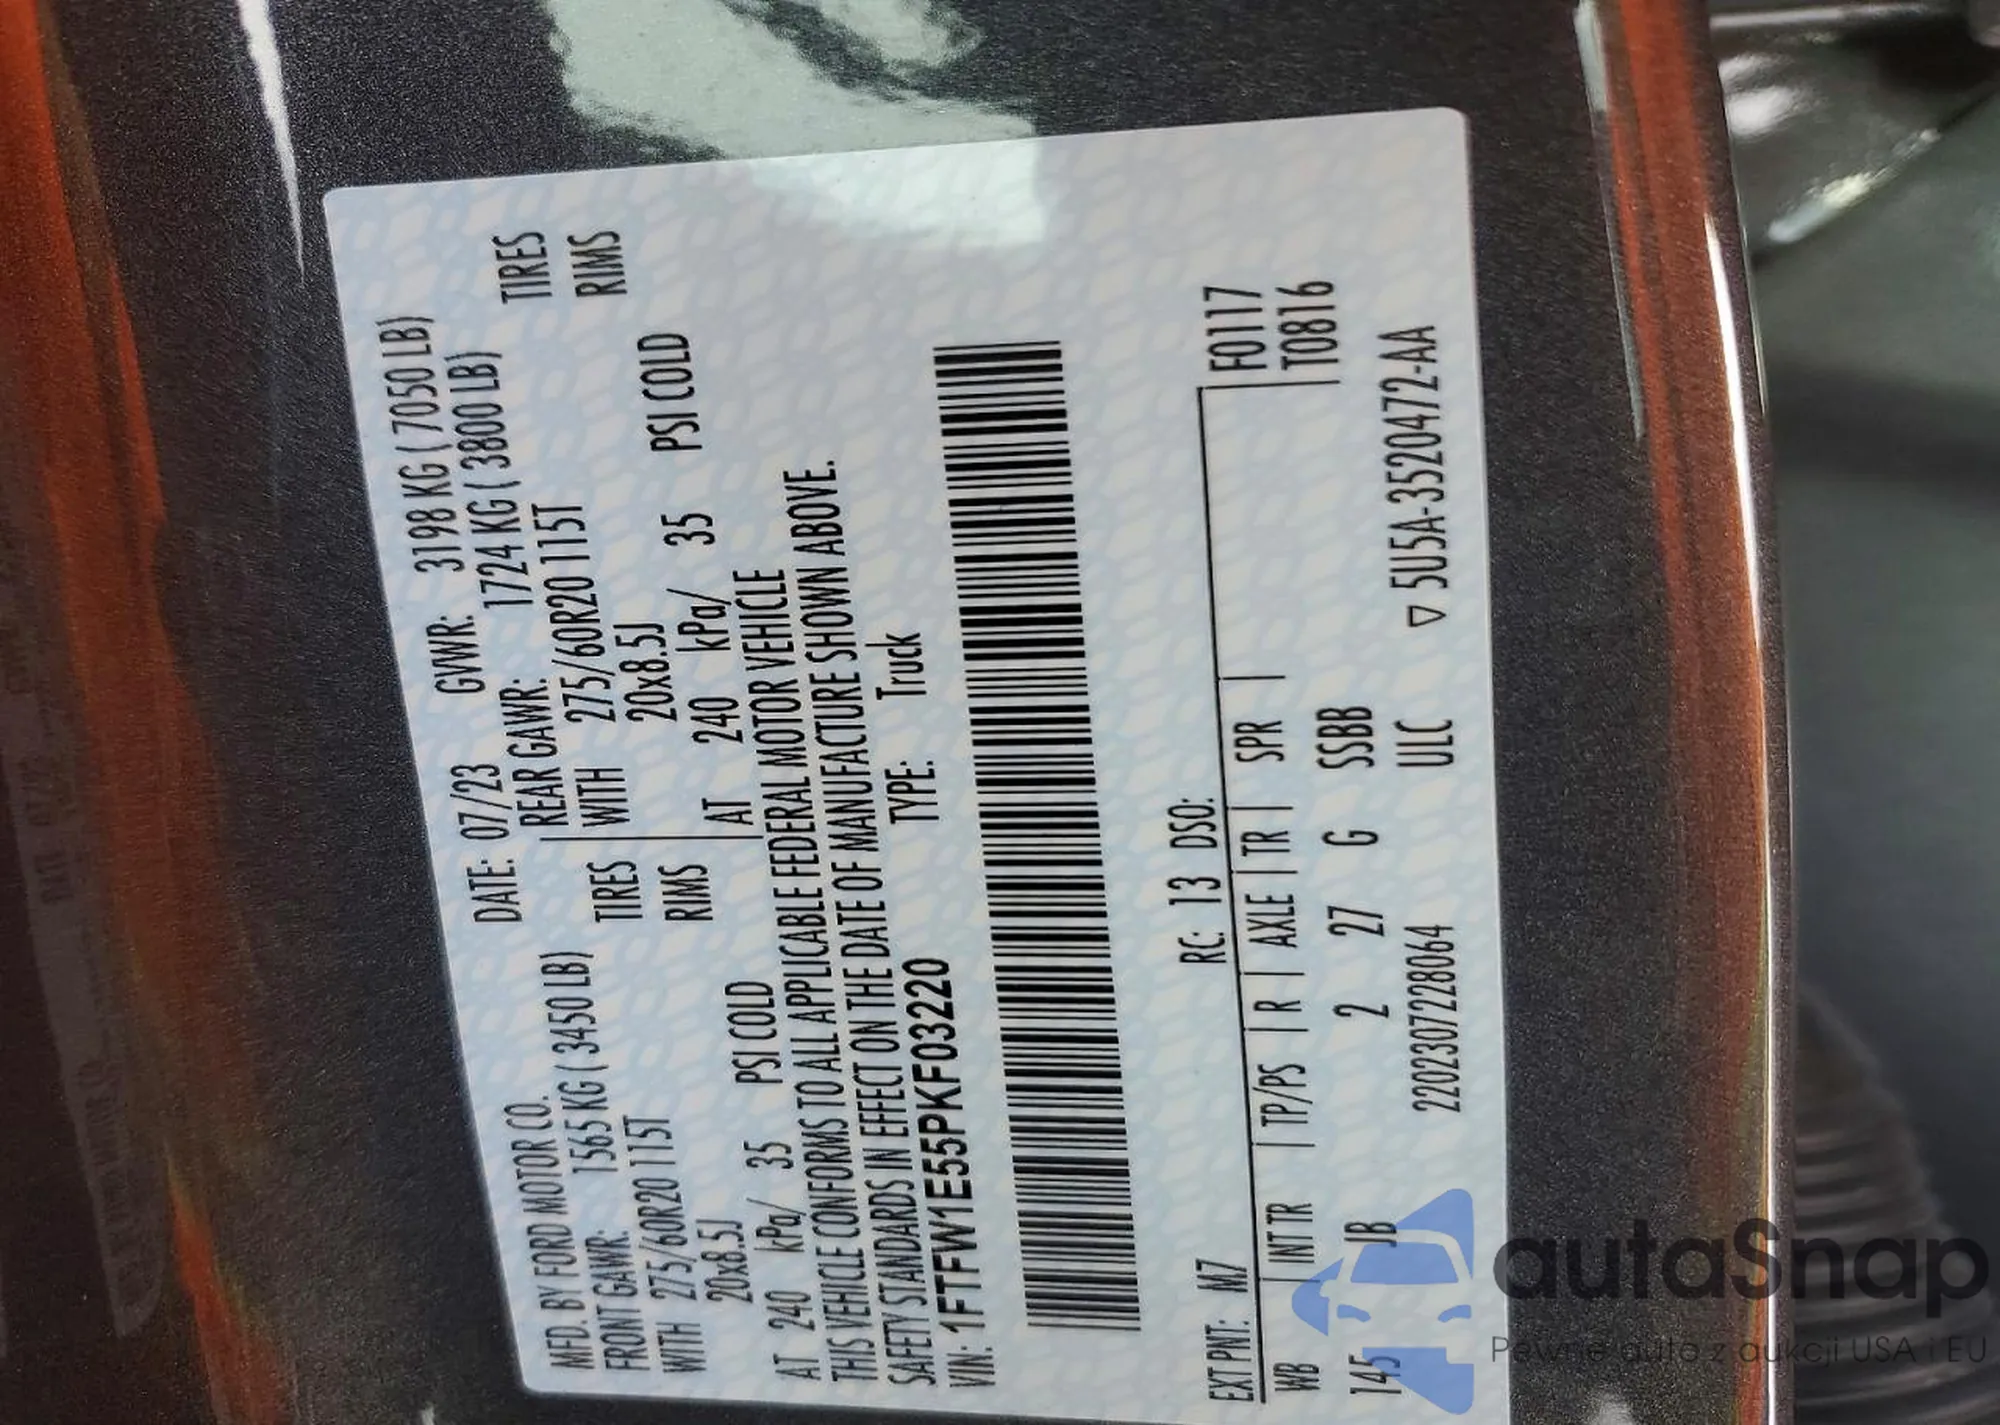 MFD. BY FORD MOTOR CO. DATE: 07/23 GVWR: 3198 KG ( 7050 LB)
FRONT GAWR: 1565 KG ( 3450 LB) REAR GAWR: 1724 KG ( 3800 LB)
WITH 275/60R20 115T TIRES WITH 275/60R20 115T TIRES
20x8.5J RIMS 20x8.5J RIMS
AT 240 kPa/ 35 PSI COLD AT 240 kPa/ 35 PSI COLD
THIS VEHICLE CONFORMS TO ALL APPLICABLE FEDERAL MOTOR VEHICLE
SAFETY STANDARDS IN EFFECT ON THE DATE OF MANUFACTURE SHOWN ABOVE.
VIN: 1FTFW1E55PKF03220 TYPE: Truck
EXT PNT: M7 RC: 13 DSO: F0117
WB INT TR TP/PS R AXLE TR SPR T0816
145 JB 2 2 27 G SSBB
2202307228064 ULC ▽ 5U5A-3520472-AA
autaSnap
Pewne auto z aukcji USA i EU